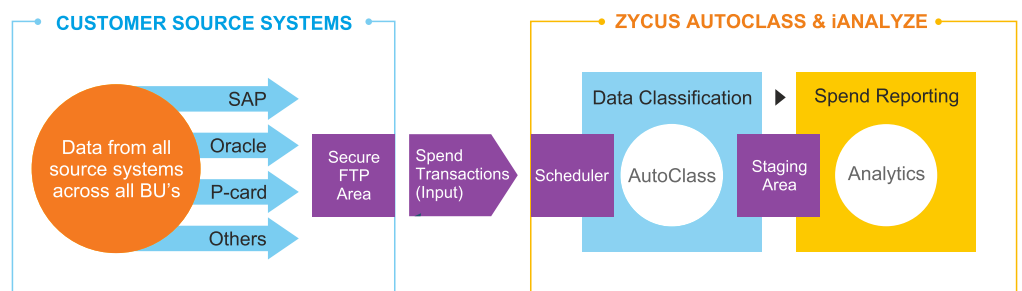 CUSTOMER SOURCE SYSTEMS
ZYCUS AUTOCLASS & iANALYZE
Data from all
source systems
across all BU's
SAP
Oracle
P-card
Others
Secure
FTP
Area
Spend
Transactions
(Input)
Scheduler
Data Classification
AutoClass
Staging
Area
Spend Reporting
Analytics